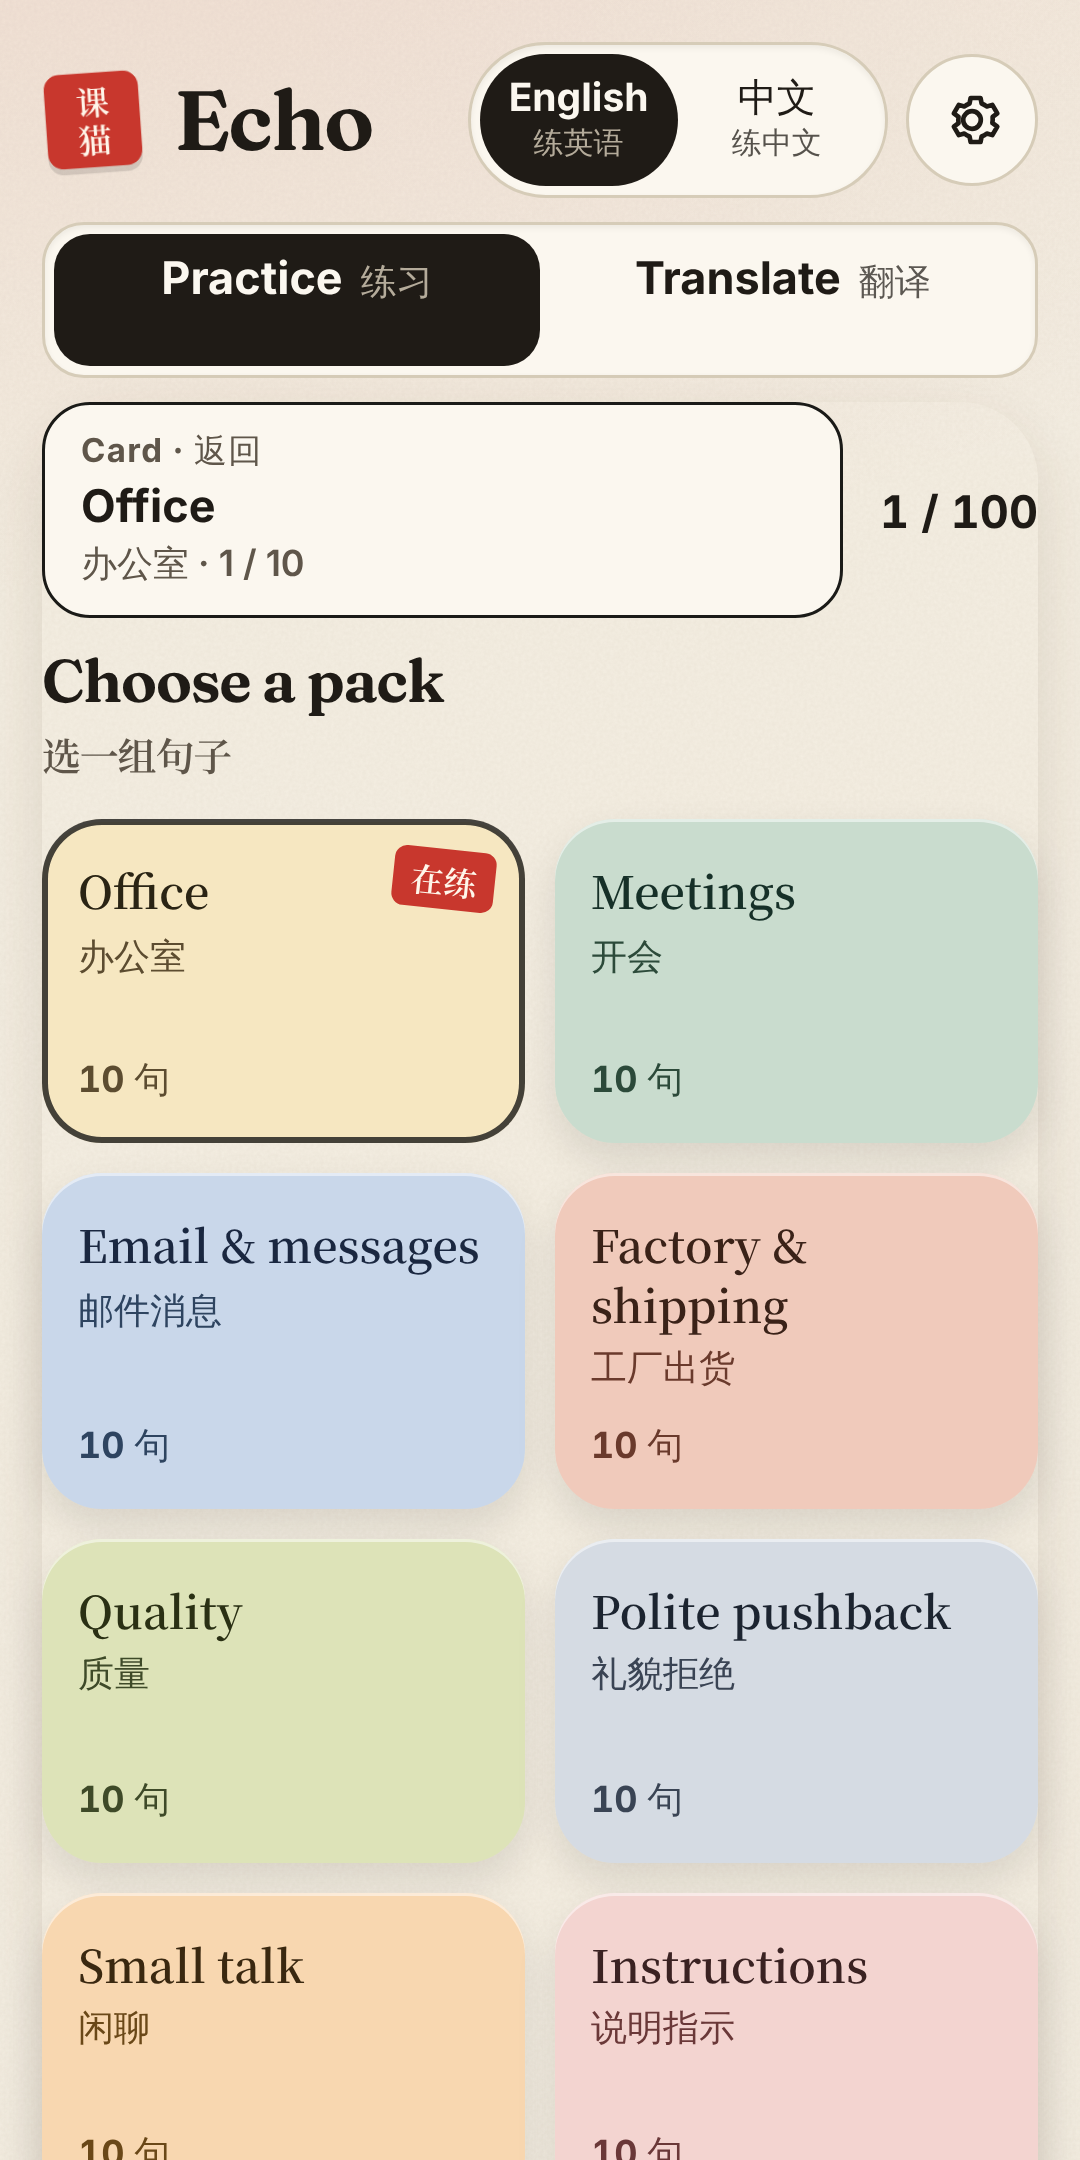 课
猫
Echo
English
练英语
中文
练中文
Practice 练习
Translate 翻译
Card · 返回
Office
办公室 · 1 / 10
1 / 100
Choose a pack
选一组句子
Office
在练
办公室
10 句
Meetings
开会
10 句
Email & messages
邮件消息
10 句
Factory &
shipping
工厂出货
10 句
Quality
质量
10 句
Polite pushback
礼貌拒绝
10 句
Small talk
闲聊
10 句
Instructions
说明指示
10 句